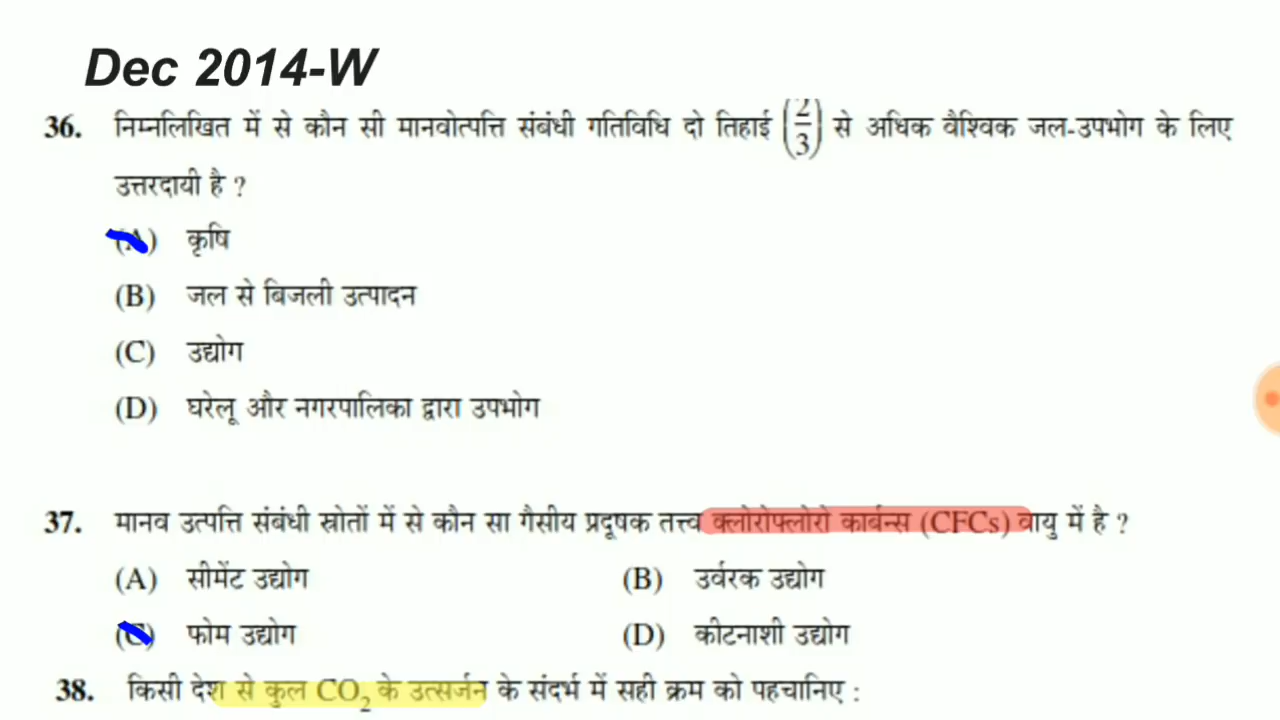 Dec 2014-W
36. निम्नलिखित में से कौन सी मानवोत्पत्ति संबंधी गतिविधि दो तिहाई (2/3) से अधिक वैश्विक जल-उपभोग के लिए
उत्तरदायी है ?
(A) कृषि
(B) जल से बिजली उत्पादन
(C) उद्योग
(D) घरेलू और नगरपालिका द्वारा उपभोग
37. मानव उत्पत्ति संबंधी स्रोतों में से कौन सा गैसीय प्रदूषक तत्त्व क्लोरोफ्लोरो कार्बन्स (CFCs) वायु में है ?
(A) सीमेंट उद्योग (B) उर्वरक उद्योग
(C) फोम उद्योग (D) कीटनाशी उद्योग
38. किसी देश से कुल CO2 के उत्सर्जन के संदर्भ में सही क्रम को पहचानिए :